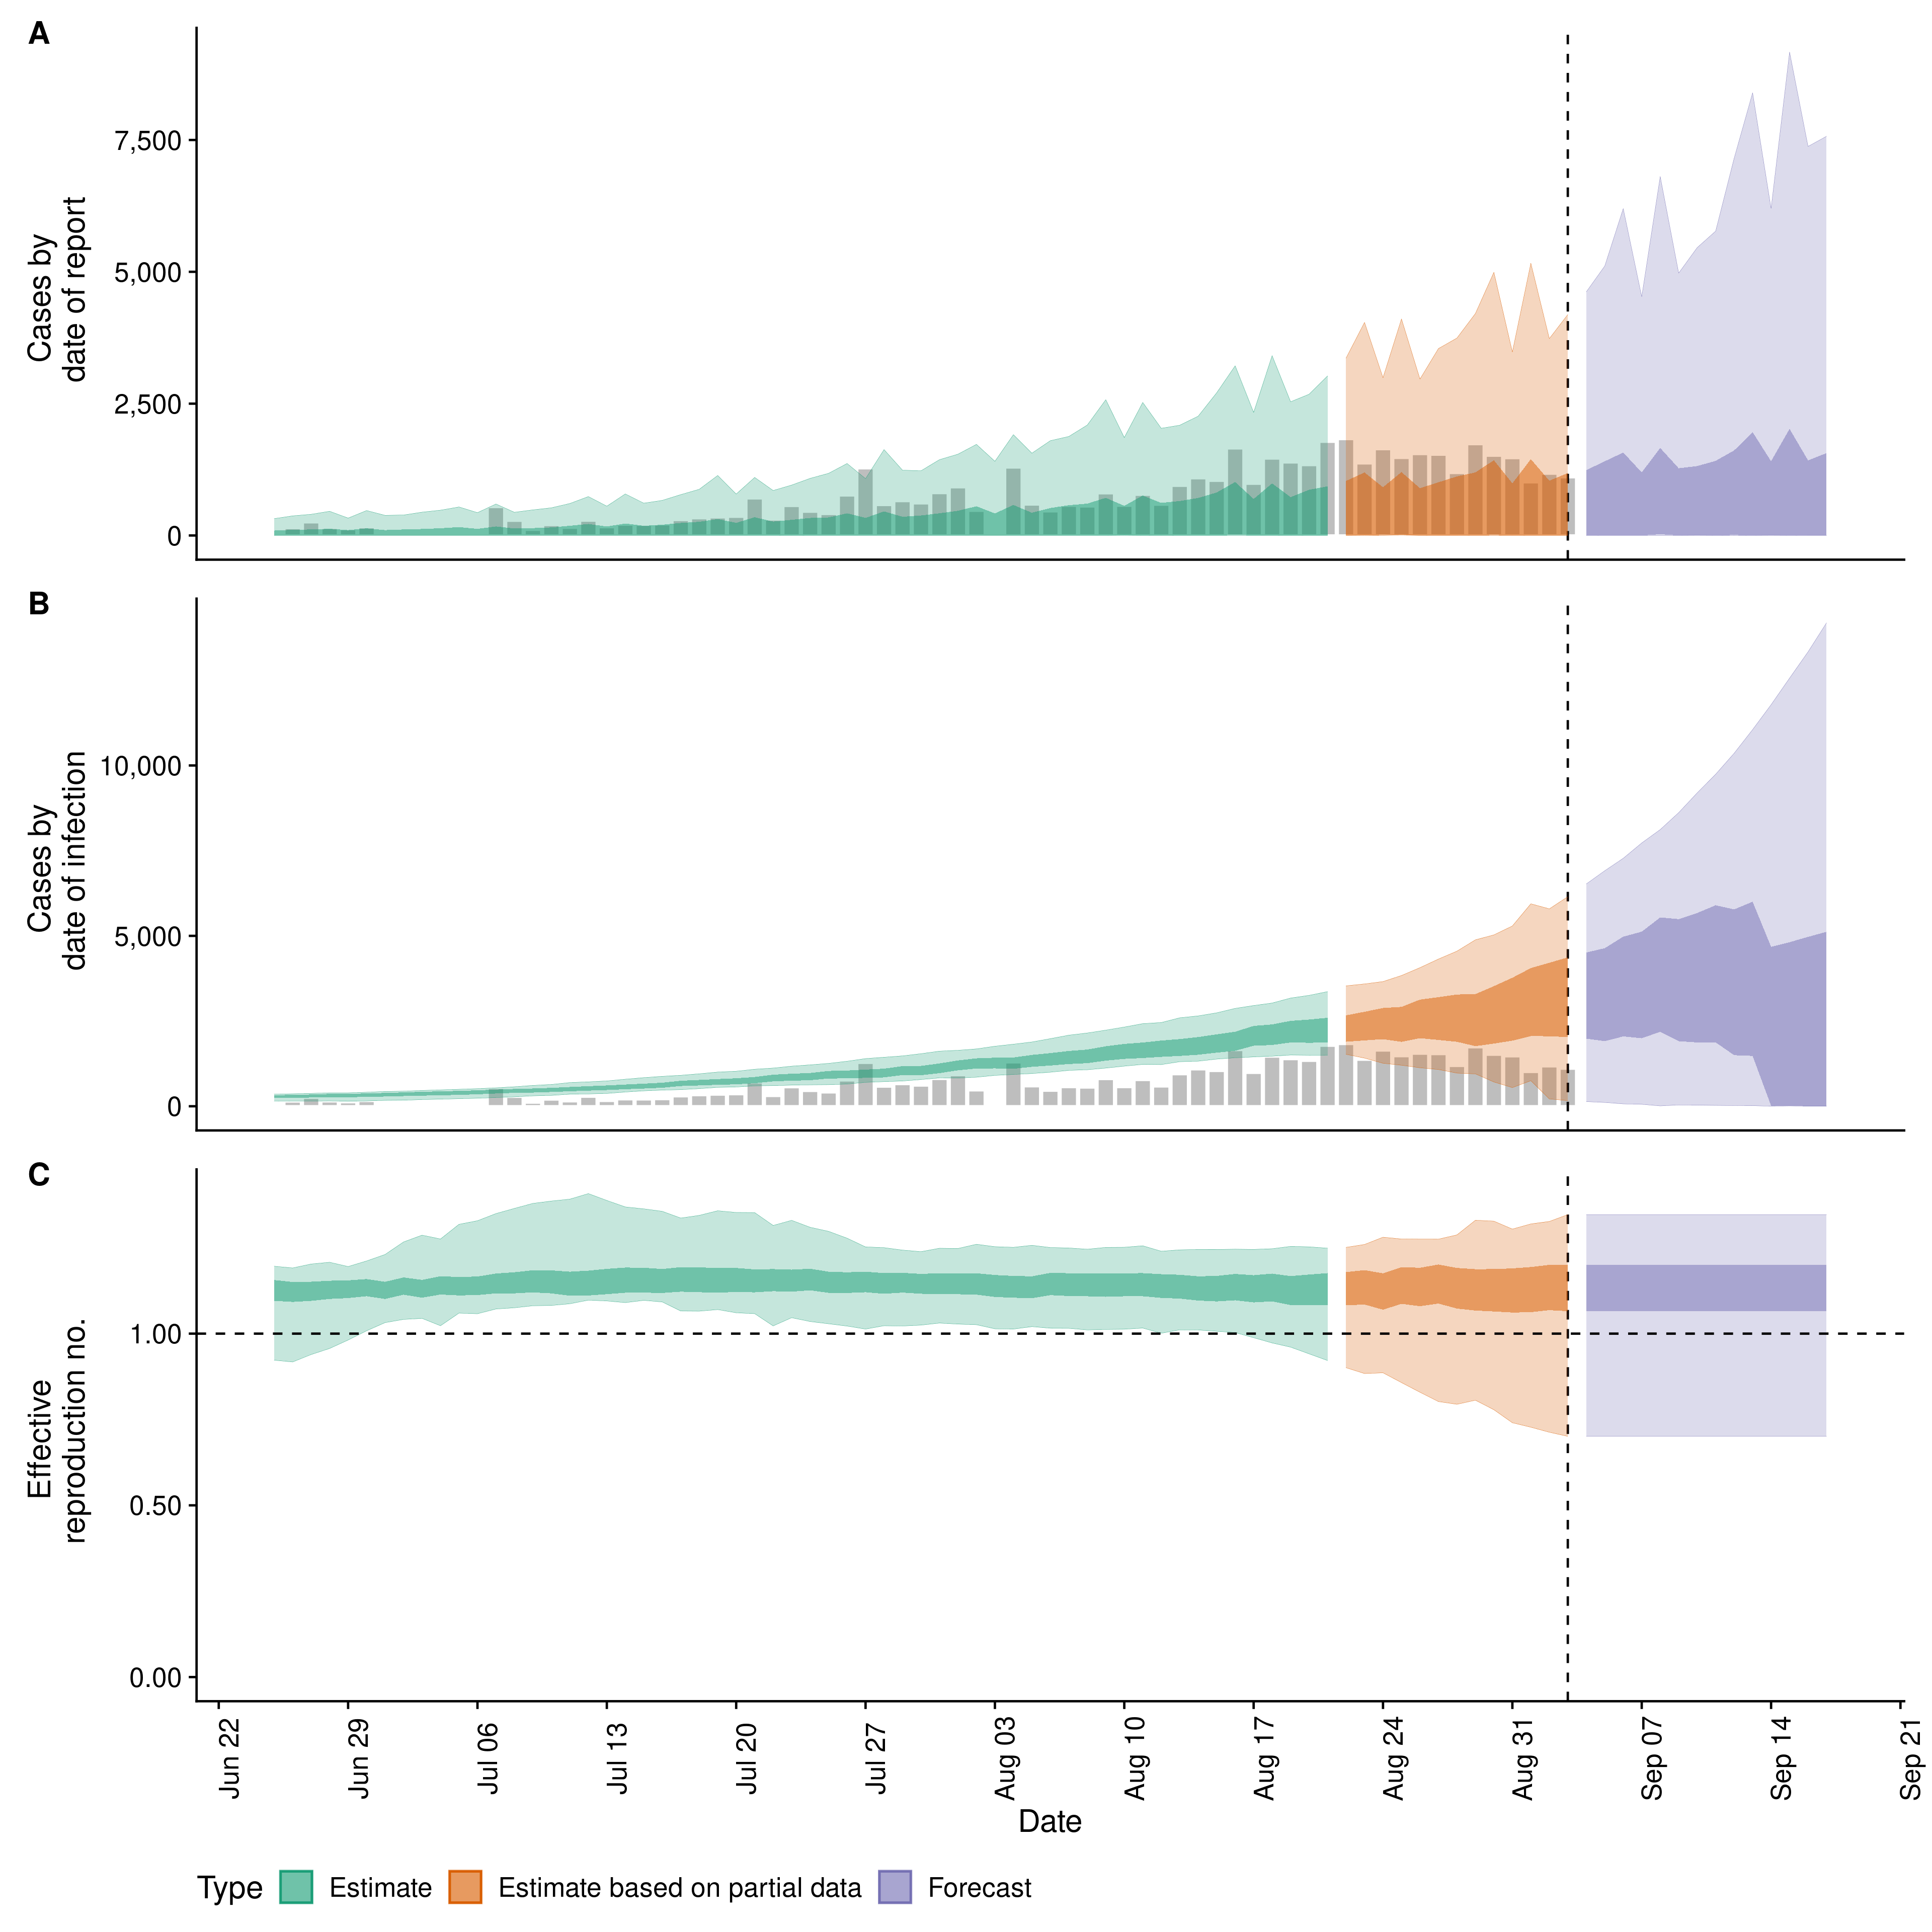 A
Cases by
date of report
7,500
5,000
2,500
0
B
Cases by
date of infection
10,000
5,000
0
C
Effective
reproduction no.
1.00
0.50
0.00
Jun 22
Jun 29
Jul 06
Jul 13
Jul 20
Jul 27
Aug 03
Aug 10
Aug 17
Aug 24
Aug 31
Sep 07
Sep 14
Sep 21
Date
Type Estimate Estimate based on partial data Forecast